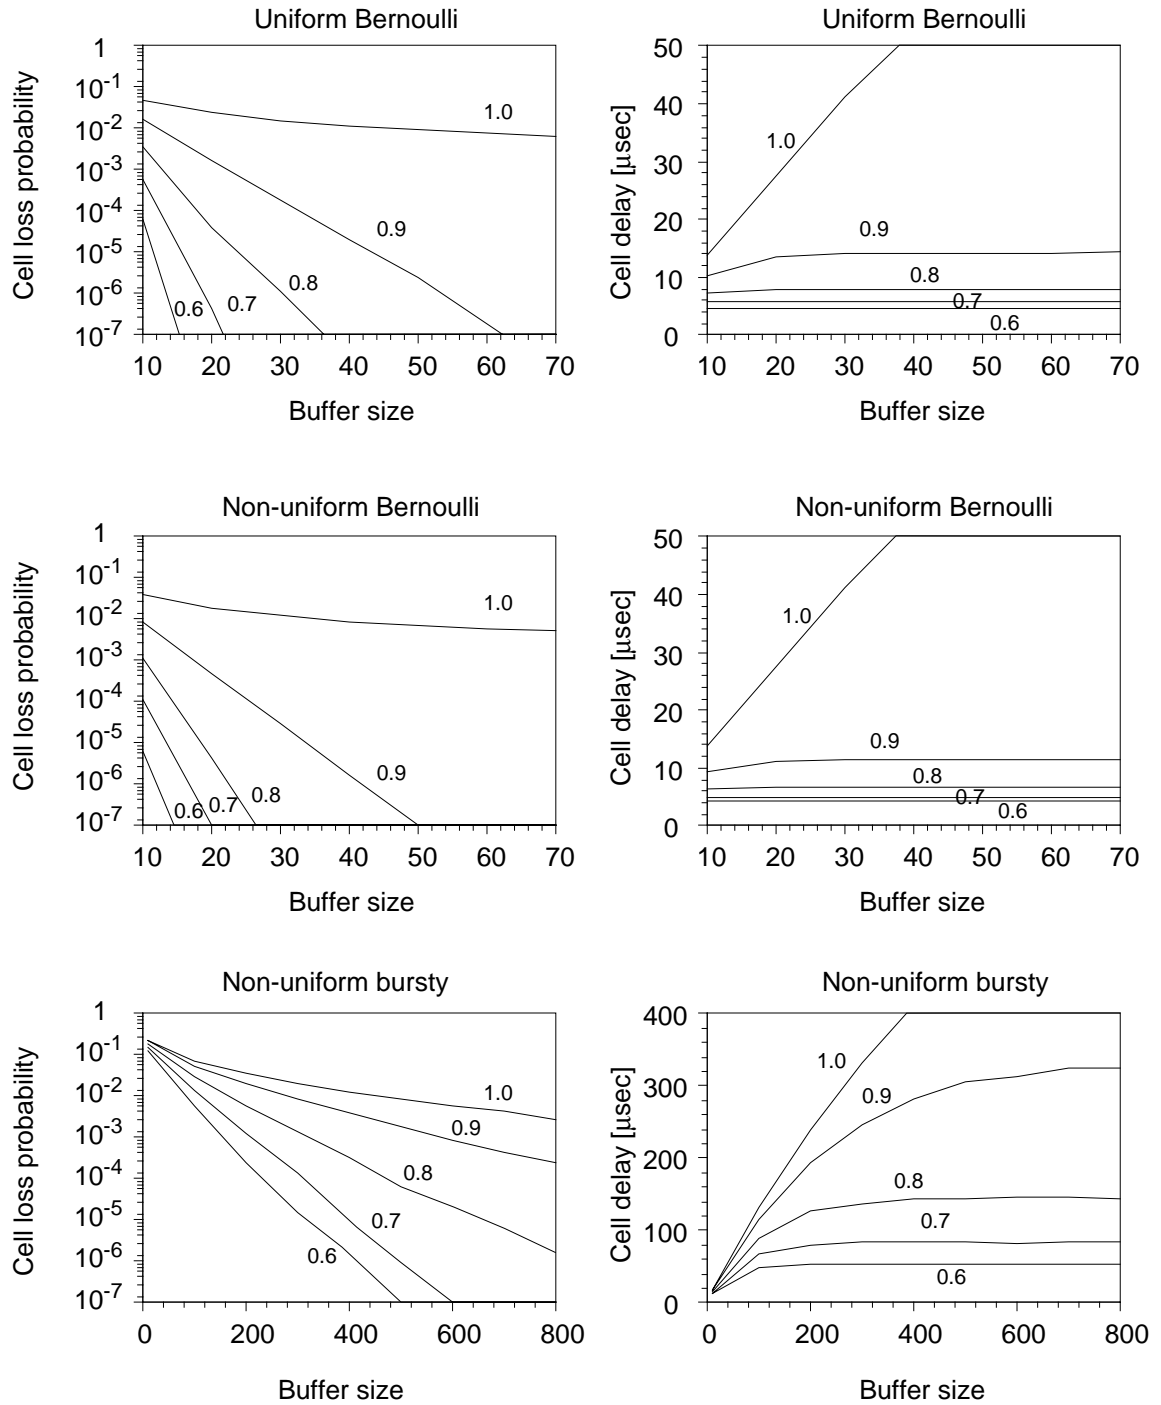 Uniform Bernoulli
Cell loss probability
1
10-1
10-2
10-3
10-4
10-5
10-6
10-7
1.0
0.9
0.8
0.7
0.6
10 20 30 40 50 60 70
Buffer size
Uniform Bernoulli
Cell delay [μsec]
50
40
30
20
10
0
1.0
0.9
0.8
0.7
0.6
10 20 30 40 50 60 70
Buffer size
Non-uniform Bernoulli
Cell loss probability
1
10-1
10-2
10-3
10-4
10-5
10-6
10-7
1.0
0.9
0.8
0.7
0.6
10 20 30 40 50 60 70
Buffer size
Non-uniform Bernoulli
Cell delay [μsec]
50
40
30
20
10
0
1.0
0.9
0.8
0.7
0.6
10 20 30 40 50 60 70
Buffer size
Non-uniform bursty
Cell loss probability
1
10-1
10-2
10-3
10-4
10-5
10-6
10-7
1.0
0.9
0.8
0.7
0.6
0 200 400 600 800
Buffer size
Non-uniform bursty
Cell delay [μsec]
400
300
200
100
0
1.0
0.9
0.8
0.7
0.6
0 200 400 600 800
Buffer size